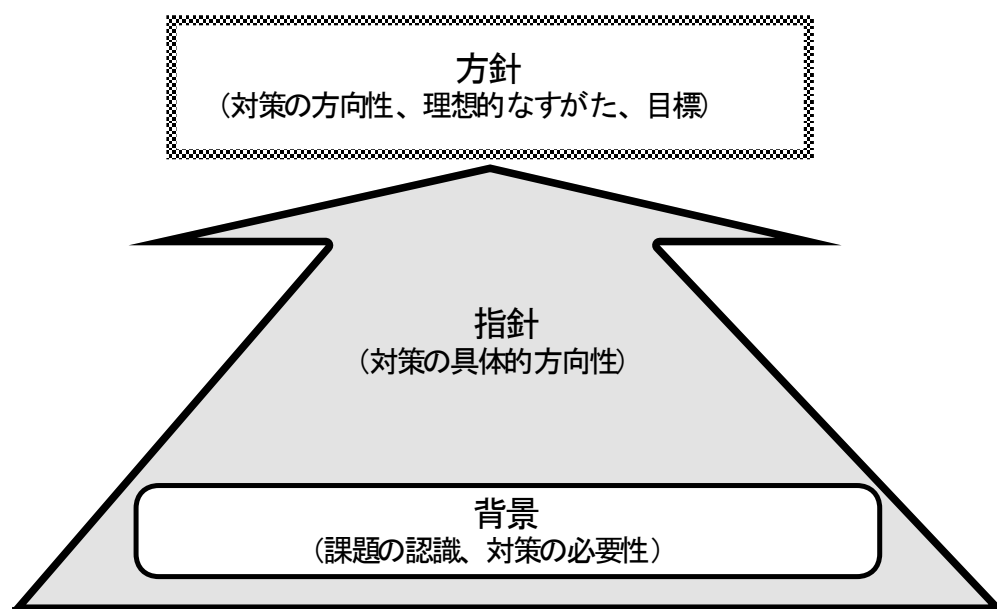 方針
(対策の方向性、理想的なすがた、目標)
指針
(対策の具体的方向性)
背景
(課題の認識、対策の必要性)